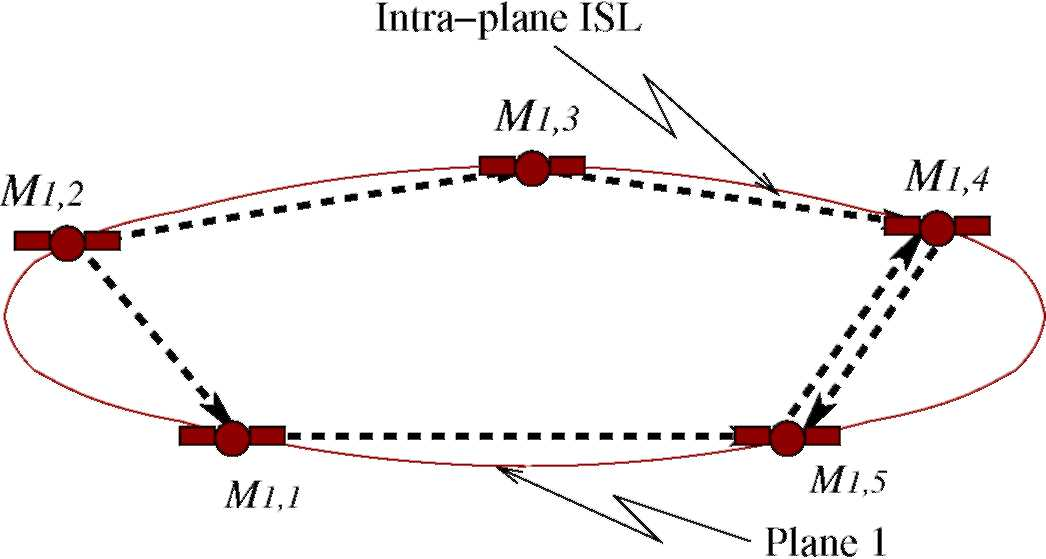 Intra-plane ISL
M1,3
M1,2
M1,4
M1,1
M1,5
Plane 1